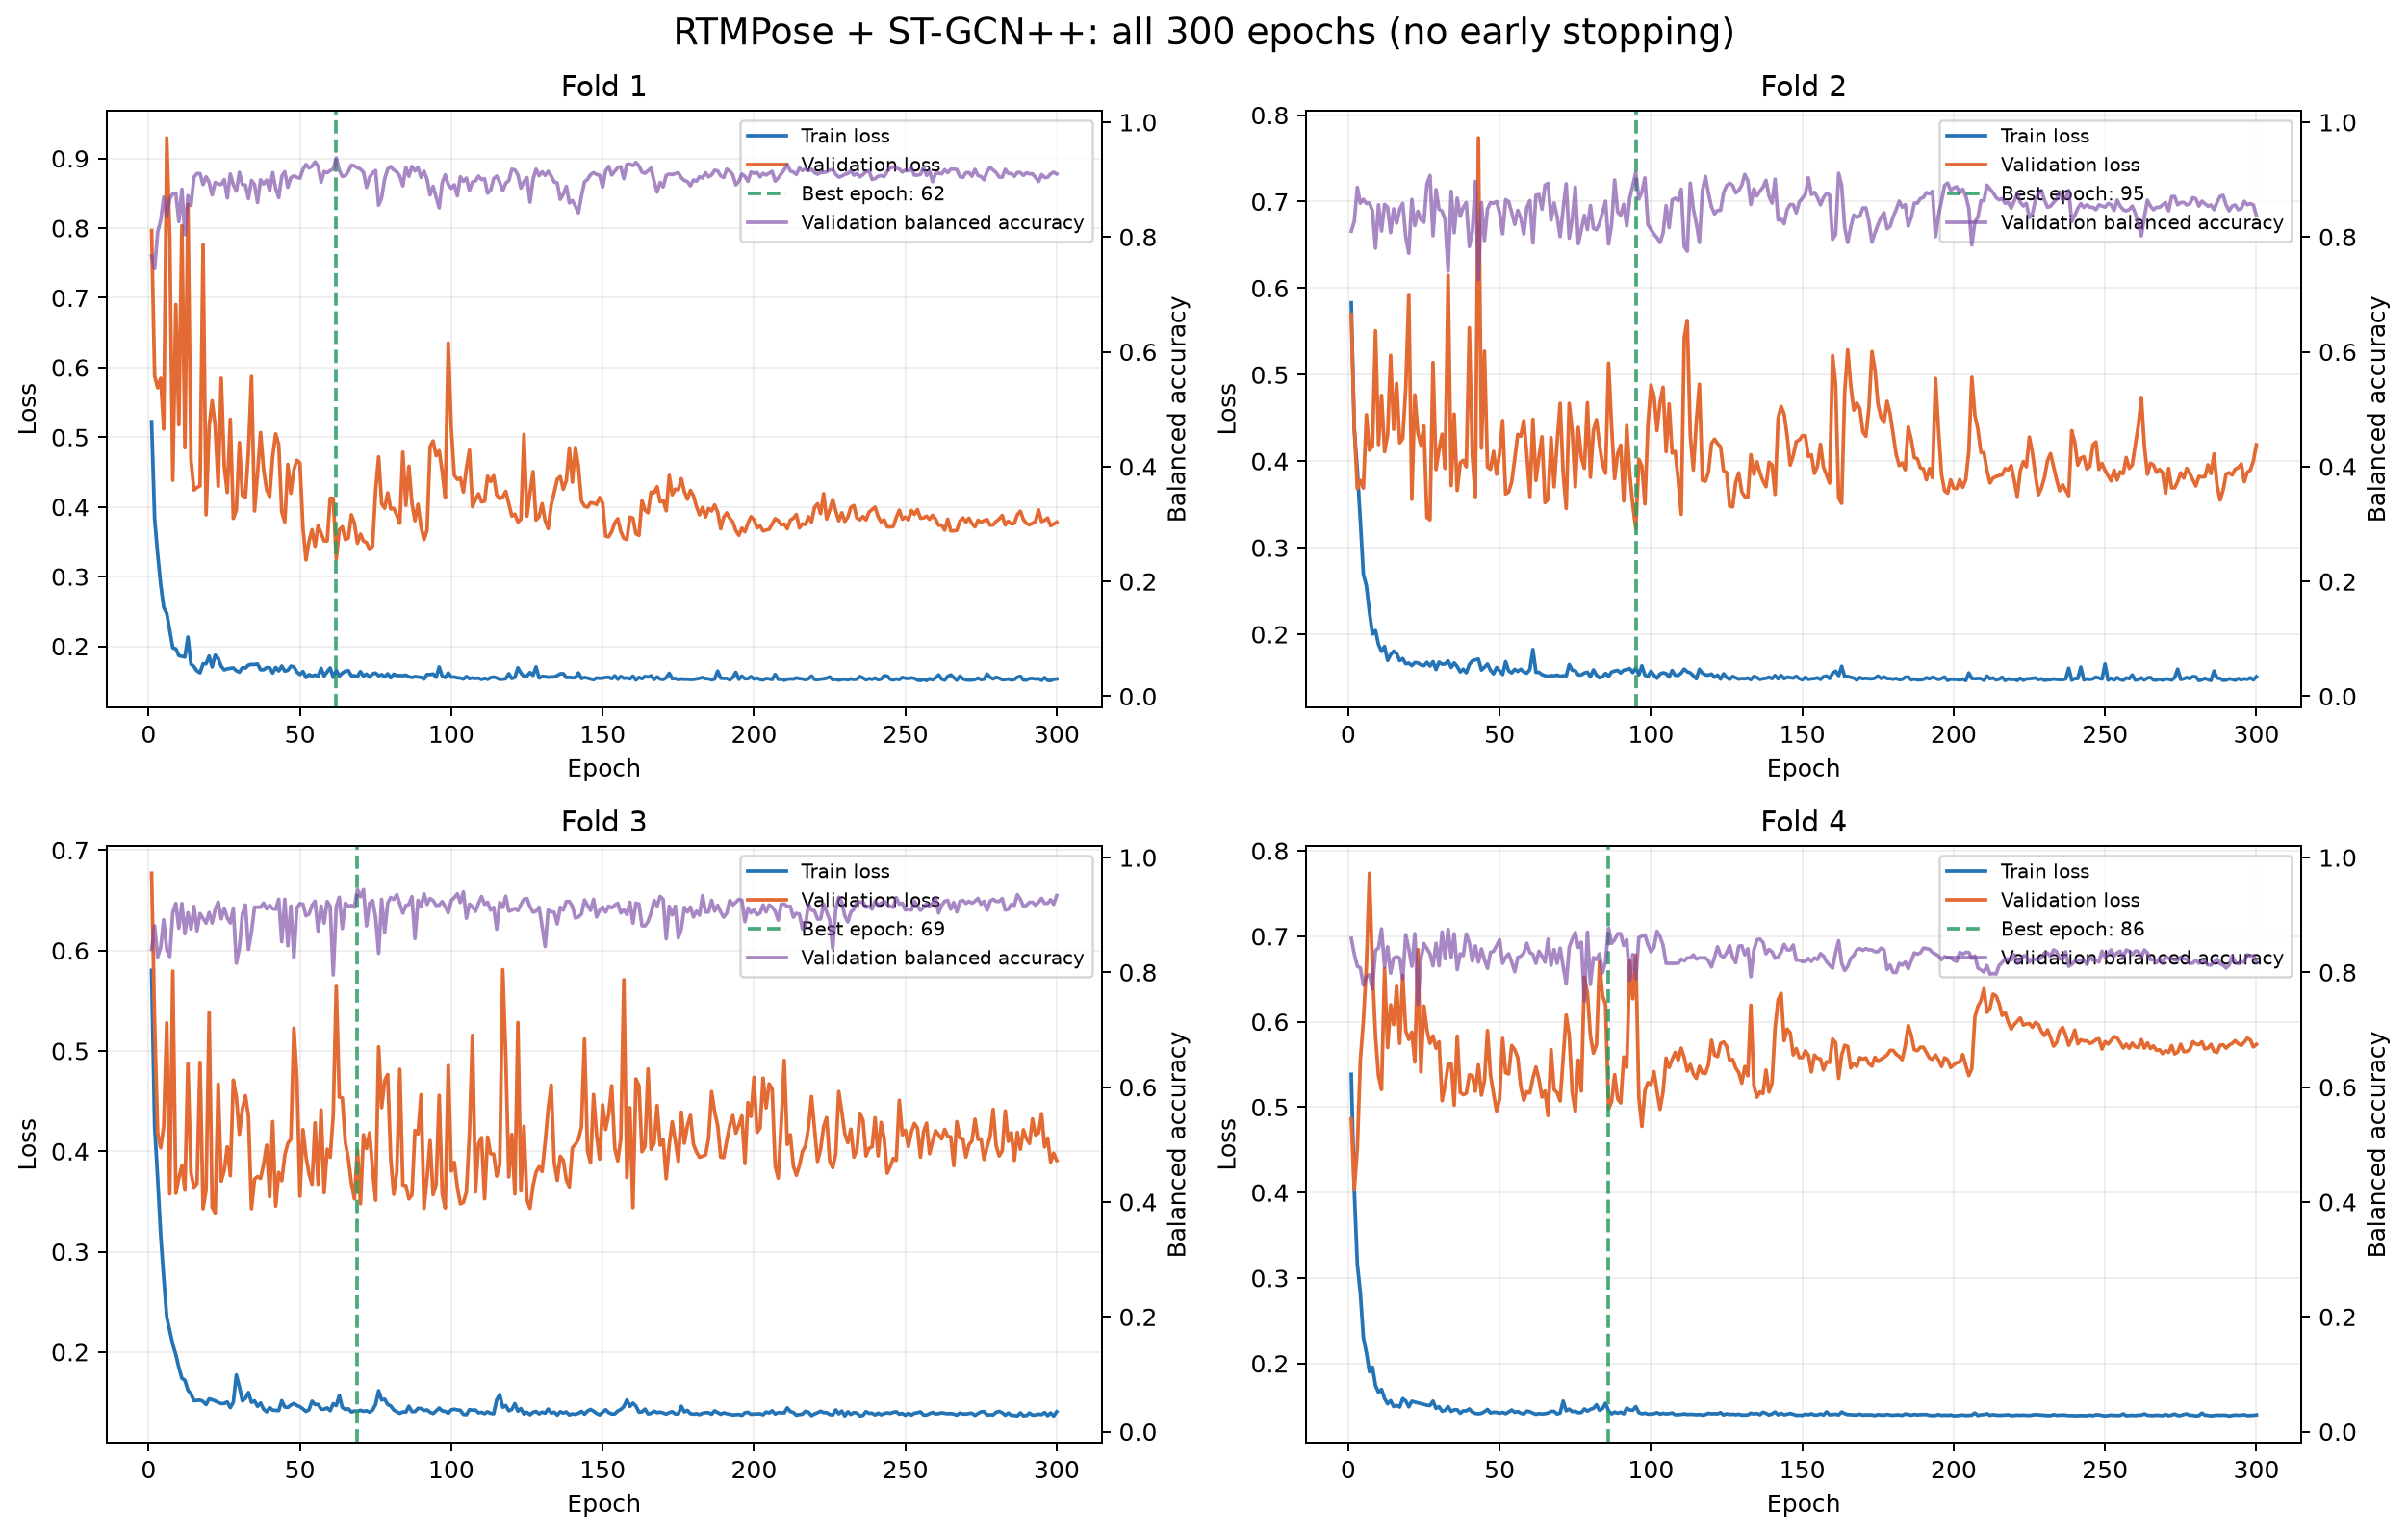 RTMPose + ST-GCN++: all 300 epochs (no early stopping)
Fold 1
Train loss
Validation loss
Best epoch: 62
Validation balanced accuracy
0.9
0.8
0.7
0.6
0.5
0.4
0.3
0.2
Loss
1.0
0.8
0.6
0.4
0.2
0.0
Balanced accuracy
0 50 100 150 200 250 300
Epoch
Fold 2
Train loss
Validation loss
Best epoch: 95
Validation balanced accuracy
0.8
0.7
0.6
0.5
0.4
0.3
0.2
Loss
1.0
0.8
0.6
0.4
0.2
0.0
Balanced accuracy
0 50 100 150 200 250 300
Epoch
Fold 3
Train loss
Validation loss
Best epoch: 69
Validation balanced accuracy
0.7
0.6
0.5
0.4
0.3
0.2
Loss
1.0
0.8
0.6
0.4
0.2
0.0
Balanced accuracy
0 50 100 150 200 250 300
Epoch
Fold 4
Train loss
Validation loss
Best epoch: 86
Validation balanced accuracy
0.8
0.7
0.6
0.5
0.4
0.3
0.2
Loss
1.0
0.8
0.6
0.4
0.2
0.0
Balanced accuracy
0 50 100 150 200 250 300
Epoch